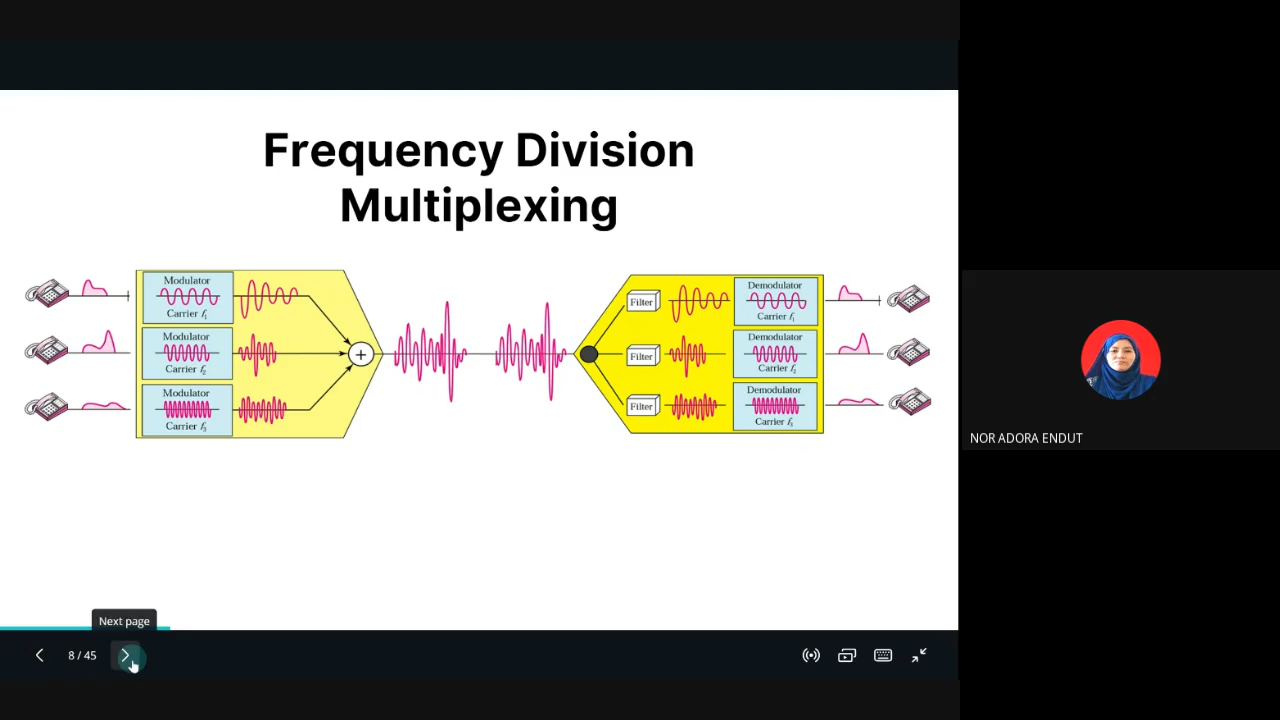 Frequency Division
Multiplexing
Modulator
Carrier f1
Modulator
Carrier f2
Modulator
Carrier f3
+
Filter
Filter
Filter
Demodulator
Carrier f1
Demodulator
Carrier f2
Demodulator
Carrier f3
NOR ADORA ENDUT
Next page
8 / 45